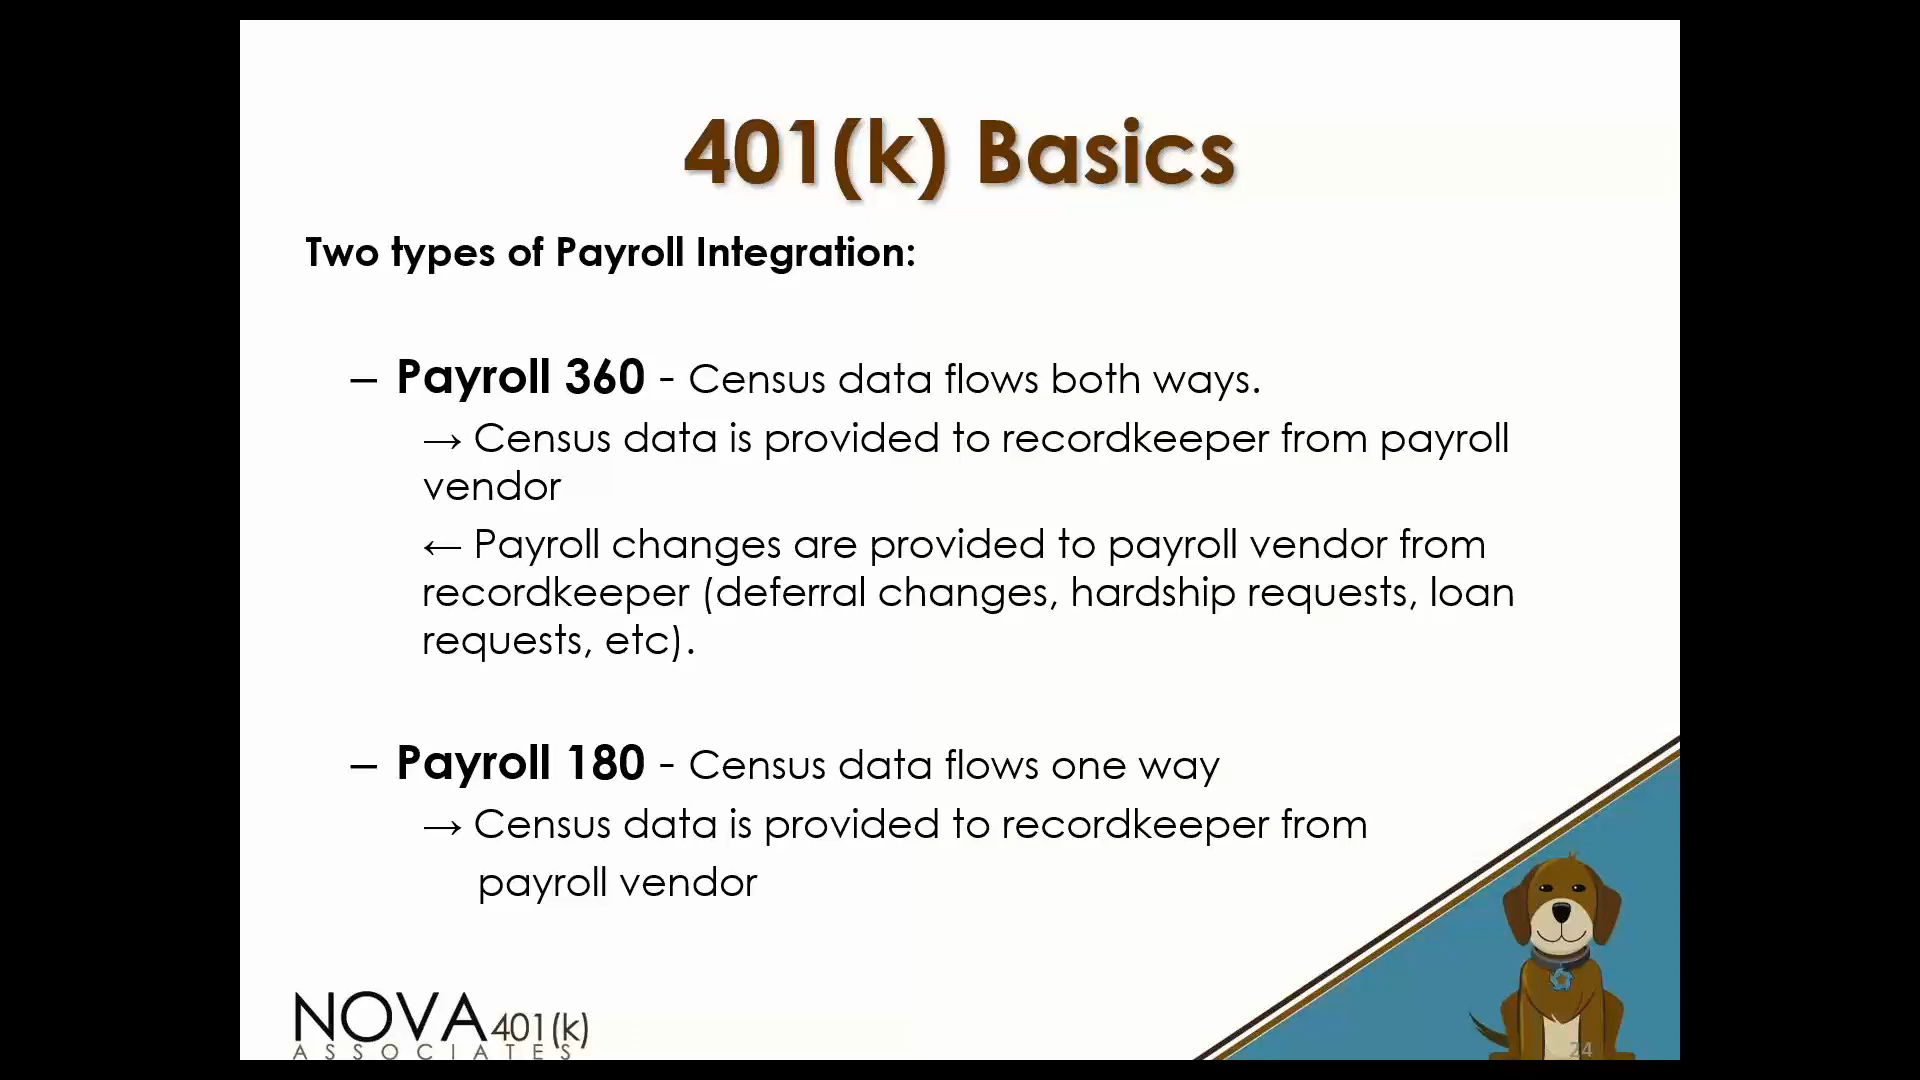 401(k) Basics
Two types of Payroll Integration:
– Payroll 360 - Census data flows both ways.
→ Census data is provided to recordkeeper from payroll
vendor
← Payroll changes are provided to payroll vendor from
recordkeeper (deferral changes, hardship requests, loan
requests, etc).
– Payroll 180 - Census data flows one way
→ Census data is provided to recordkeeper from
payroll vendor
NOVA 401(k)
ASSOCIATES
24